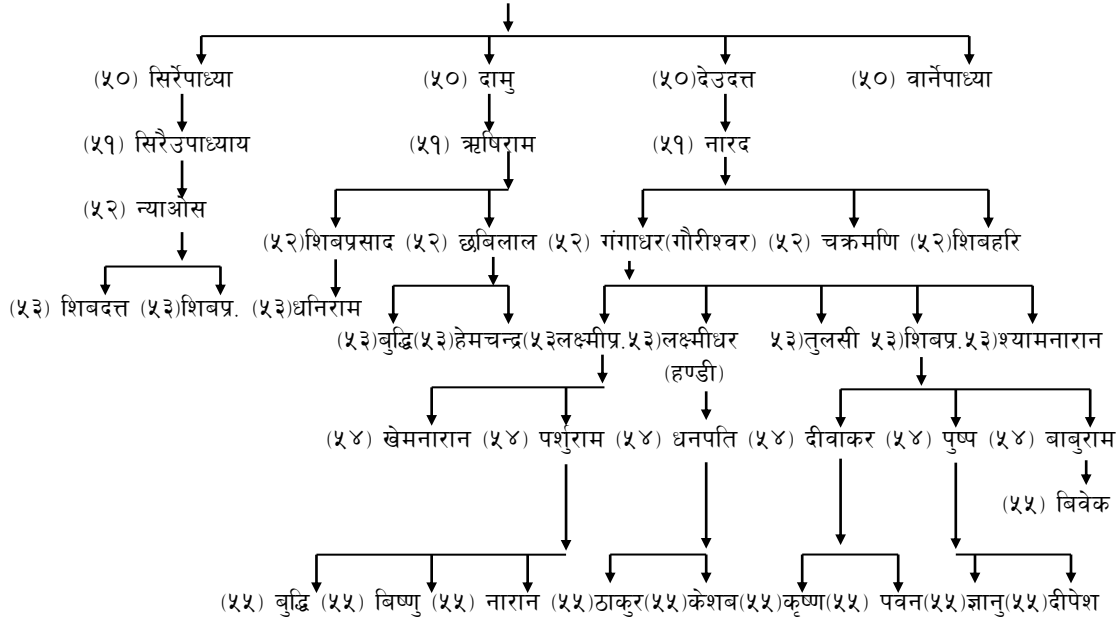 (५०) सिर्रेपाध्या (५०) दामु (५०)देउदत्त (५०) वार्नेपाध्या
(५१) सिरैउपाध्याय (५१) ऋषिराम (५१) नारद
(५२) न्याओस
(५२)शिबप्रसाद (५२) छबिलाल (५२) गंगाधर(गौरीश्वर) (५२) चक्रमणि (५२)शिबहरि
(५३) शिबदत्त (५३)शिबप्र. (५३)धनिराम
(५३)बुद्धि(५३)हेमचन्द्र(५३लक्ष्मीप्र.५३)लक्ष्मीधर ५३)तुलसी ५३)शिबप्र.५३)श्यामनारान
(हण्डी)
(५४) खेमनारान (५४) पर्शुराम (५४) धनपति (५४) दीवाकर (५४) पुष्प (५४) बाबुराम
(५५) बिवेक
(५५) बुद्धि (५५) बिष्णु (५५) नारान (५५)ठाकुर(५५)केशब(५५)कृष्ण(५५) पवन(५५)ज्ञानु(५५)दीपेश